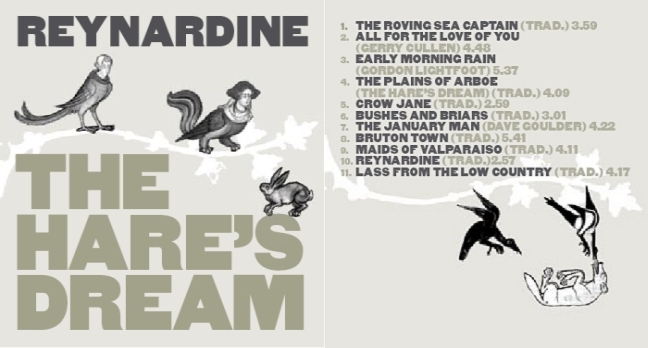 REYNARDINE
THE
HARE'S
DREAM
1. THE ROVING SEA CAPTAIN (TRAD.) 3.59
2. ALL FOR THE LOVE OF YOU
(GERRY CULLEN) 4.48
3. EARLY MORNING RAIN
(GORDON LIGHTFOOT) 5.37
4. THE PLAINS OF ARBOE
(THE HARE'S DREAM) (TRAD.) 4.09
5. CROW JANE (TRAD.) 2.59
6. BUSHES AND BRIARS (TRAD.) 3.01
7. THE JANUARY MAN (DAVE GOULDER) 4.22
8. BRUTON TOWN (TRAD.) 5.41
9. MAIDS OF VALPARAISO (TRAD.) 4.11
10. REYNARDINE (TRAD.)2.57
11. LASS FROM THE LOW COUNTRY (TRAD.) 4.17